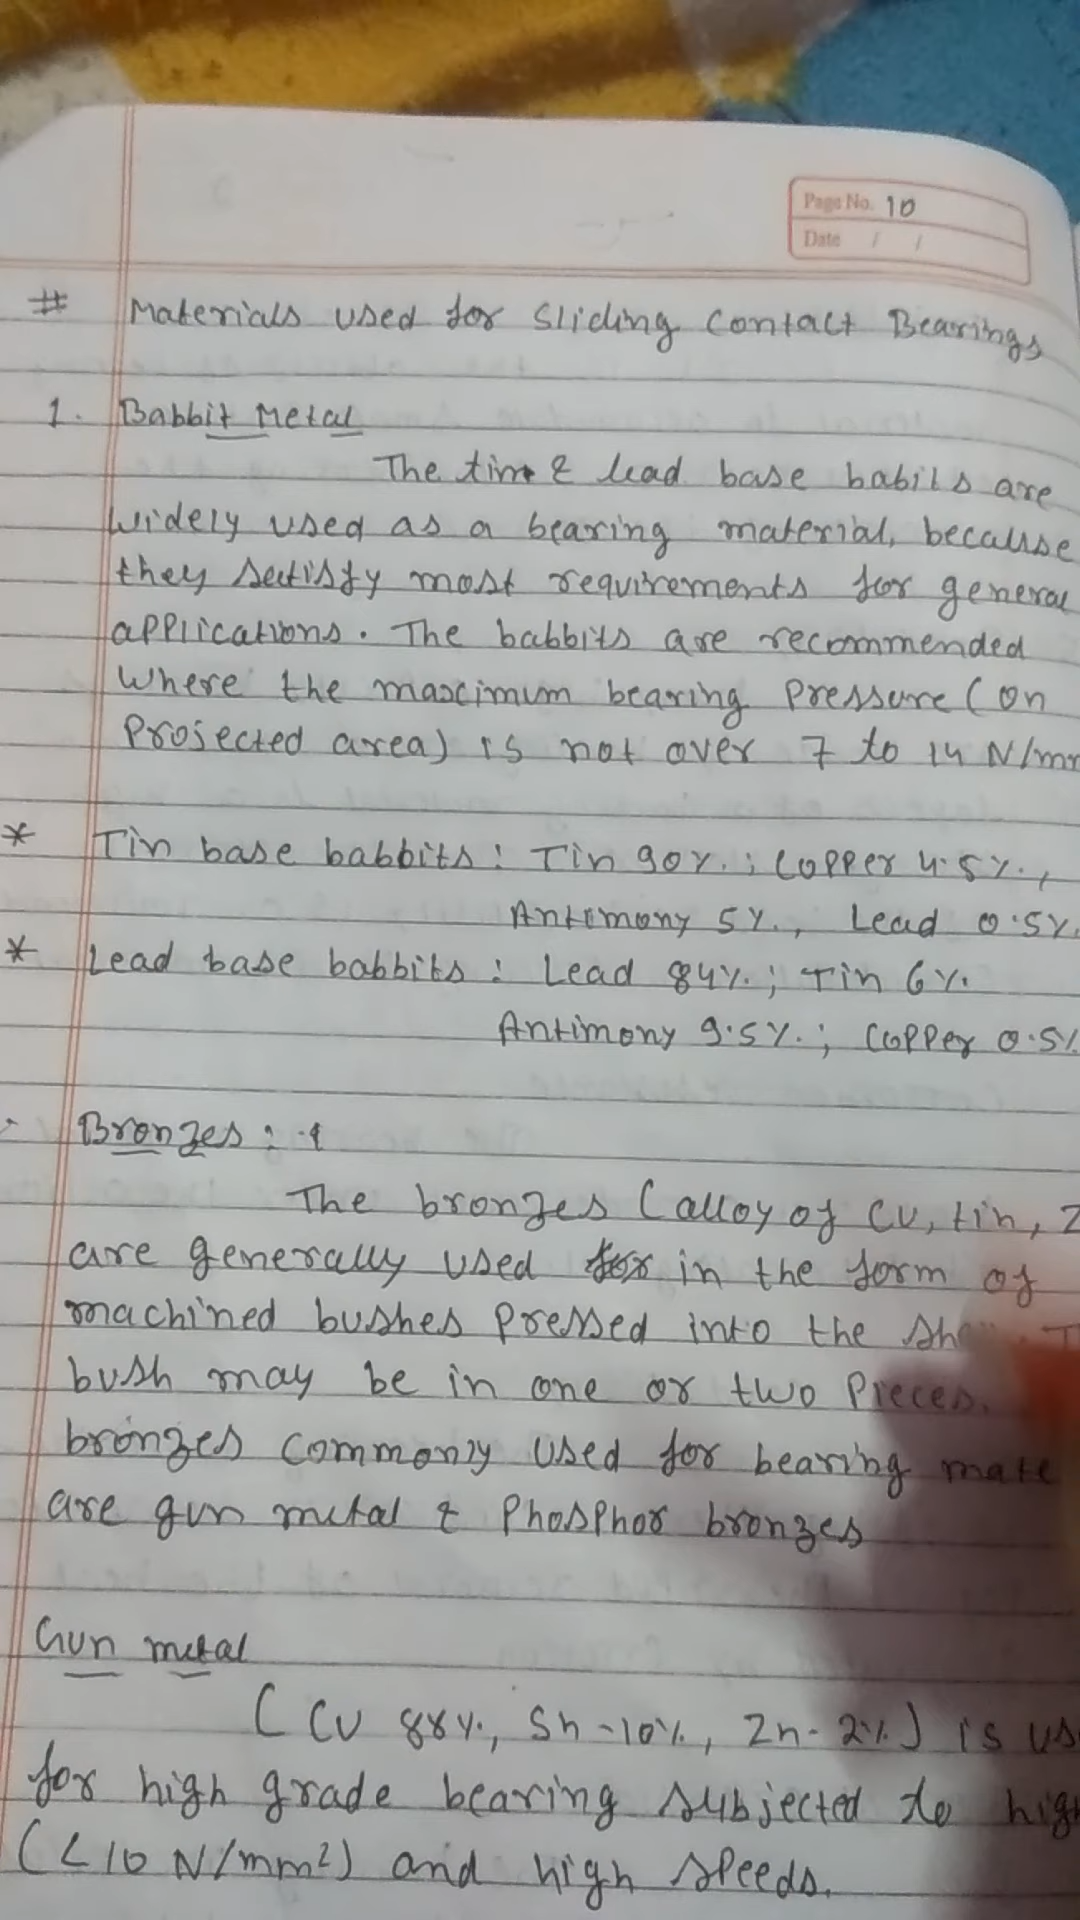 Page No. 10
Date / /
# Materials used for Sliding Contact Bearings
1. Babbit Metal
The tin & lead base babits are
widely used as a bearing material, because
they satisfy most requirements for general
applications. The babbits are recommended
where the maximum bearing pressure (on
Projected area) is not over 7 to 14 N/mm
* Tin base babbits : Tin 90%. ; Copper 4.5%.,
Antimony 5%., Lead 0.5%.
* Lead base babbits : Lead 84%. ; Tin 6%.
Antimony 9.5%. ; Copper 0.5%
Bronzes :
The bronzes (alloy of Cu, tin, Z
are generally used in the form of
machined bushes pressed into the she
bush may be in one or two Pieces.
bronzes commonly used for bearing mate
are gun metal & Phosphor bronzes
Gun metal
(Cu 88%., Sn-10%, Zn-2%) is us
for high grade bearing subjected to high
(<10 N/mm²) and high speeds.